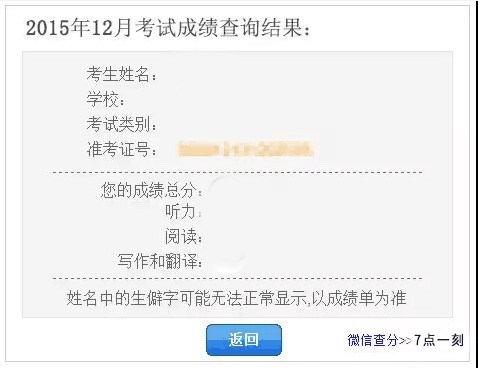 2015年12月考试成绩查询结果：
考生姓名：
学校：
考试类别：
准考证号：
您的成绩总分：
听力：
阅读：
写作和翻译：
姓名中的生僻字可能无法正常显示,以成绩单为准
返回
微信查分>> 7点一刻